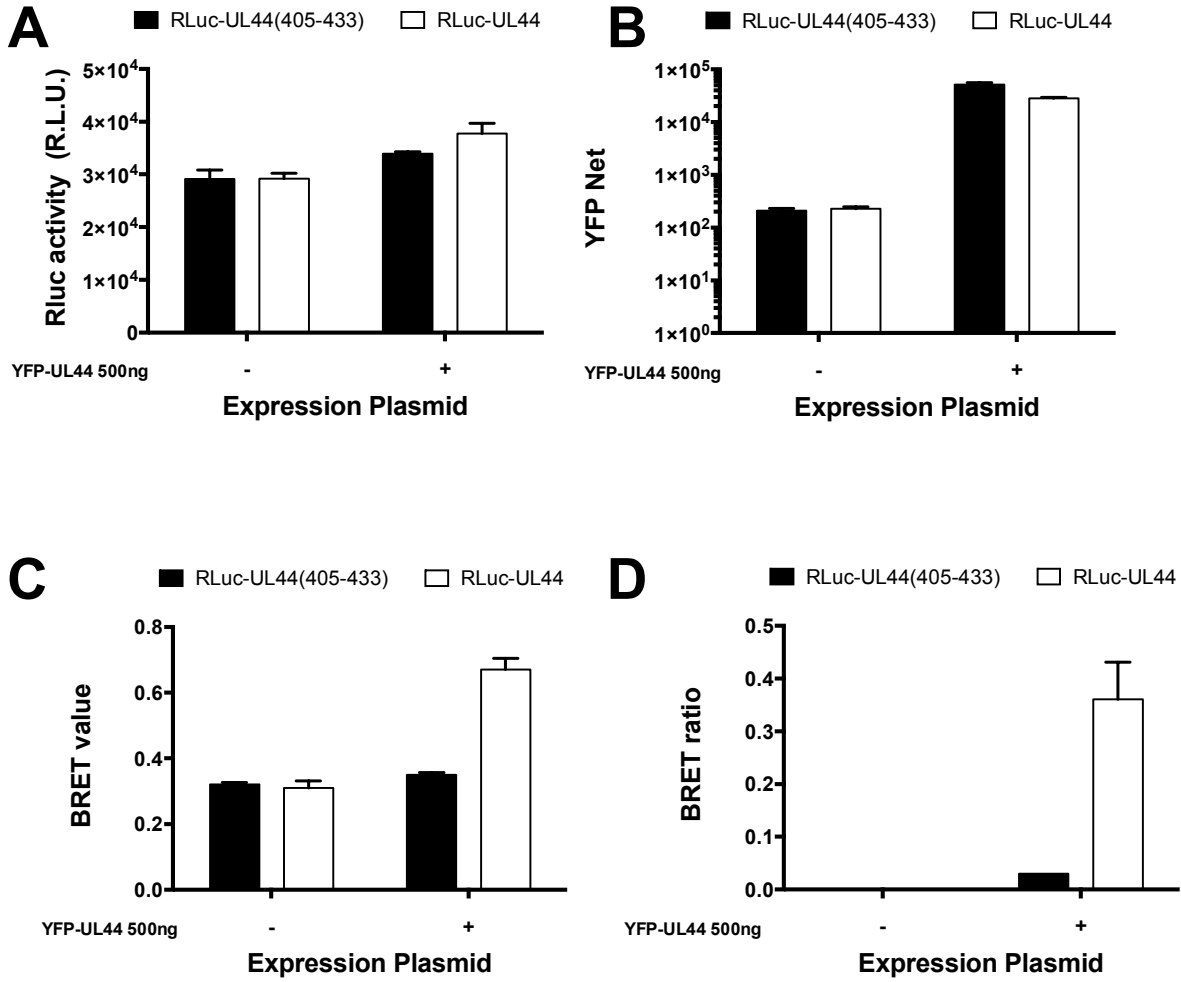 A
RLuc-UL44(405-433) RLuc-UL44
Rluc activity (R.L.U.)
5×10⁴
4×10⁴
3×10⁴
2×10⁴
1×10⁴
0
YFP-UL44 500ng - +
Expression Plasmid
B
RLuc-UL44(405-433) RLuc-UL44
YFP Net
1×10⁵
1×10⁴
1×10³
1×10²
1×10¹
1×10⁰
YFP-UL44 500ng - +
Expression Plasmid
C
RLuc-UL44(405-433) RLuc-UL44
BRET value
0.8
0.6
0.4
0.2
0.0
YFP-UL44 500ng - +
Expression Plasmid
D
RLuc-UL44(405-433) RLuc-UL44
BRET ratio
0.5
0.4
0.3
0.2
0.1
0.0
YFP-UL44 500ng - +
Expression Plasmid